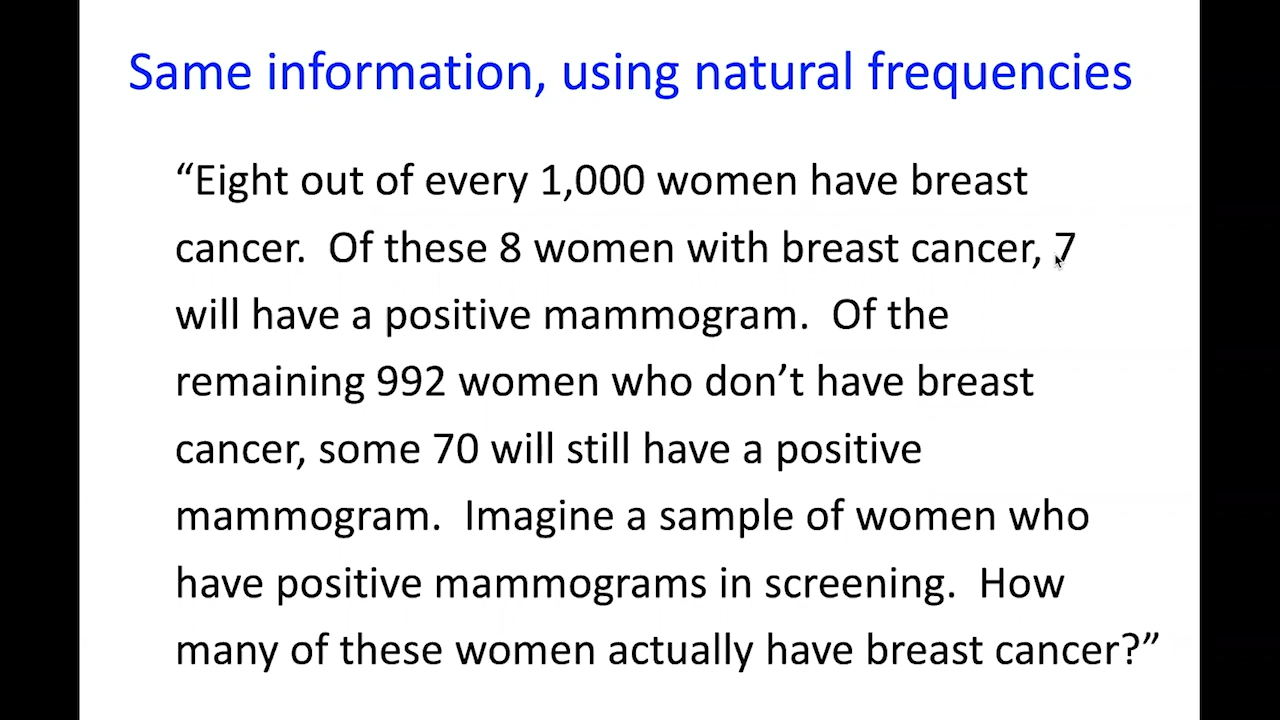 Same information, using natural frequencies
“Eight out of every 1,000 women have breast
cancer.  Of these 8 women with breast cancer, 7
will have a positive mammogram.  Of the
remaining 992 women who don’t have breast
cancer, some 70 will still have a positive
mammogram.  Imagine a sample of women who
have positive mammograms in screening.  How
many of these women actually have breast cancer?”